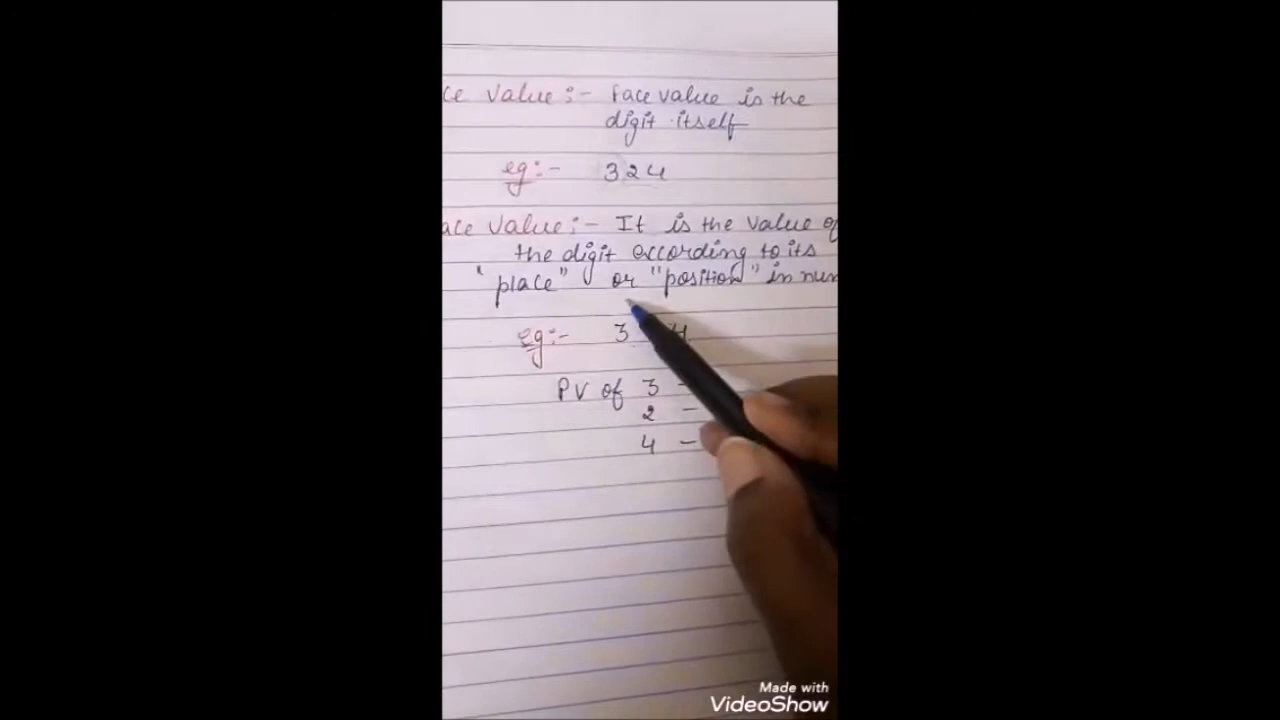 ce Value :- Face value is the
digit itself
eg:- 324
ace Value :- It is the value of
the digit according to its
"place" or "position" in num
eg:- 3 4
PV of 3 -
2 -
4 -
Made with
VideoShow